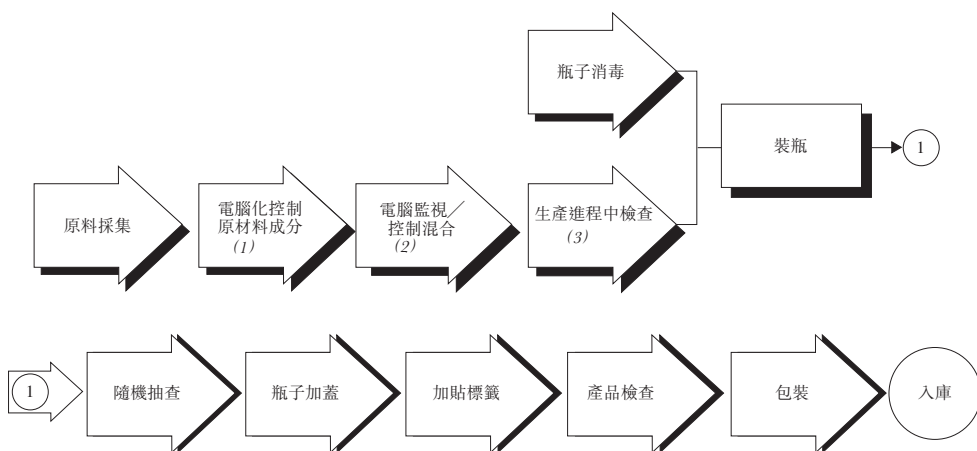 瓶子消毒
裝瓶
1
原料採集
電腦化控制
原材料成分
(1)
電腦監視／
控制混合
(2)
生產進程中檢查
(3)
1
隨機抽查
瓶子加蓋
加貼標籤
產品檢查
包裝
入庫